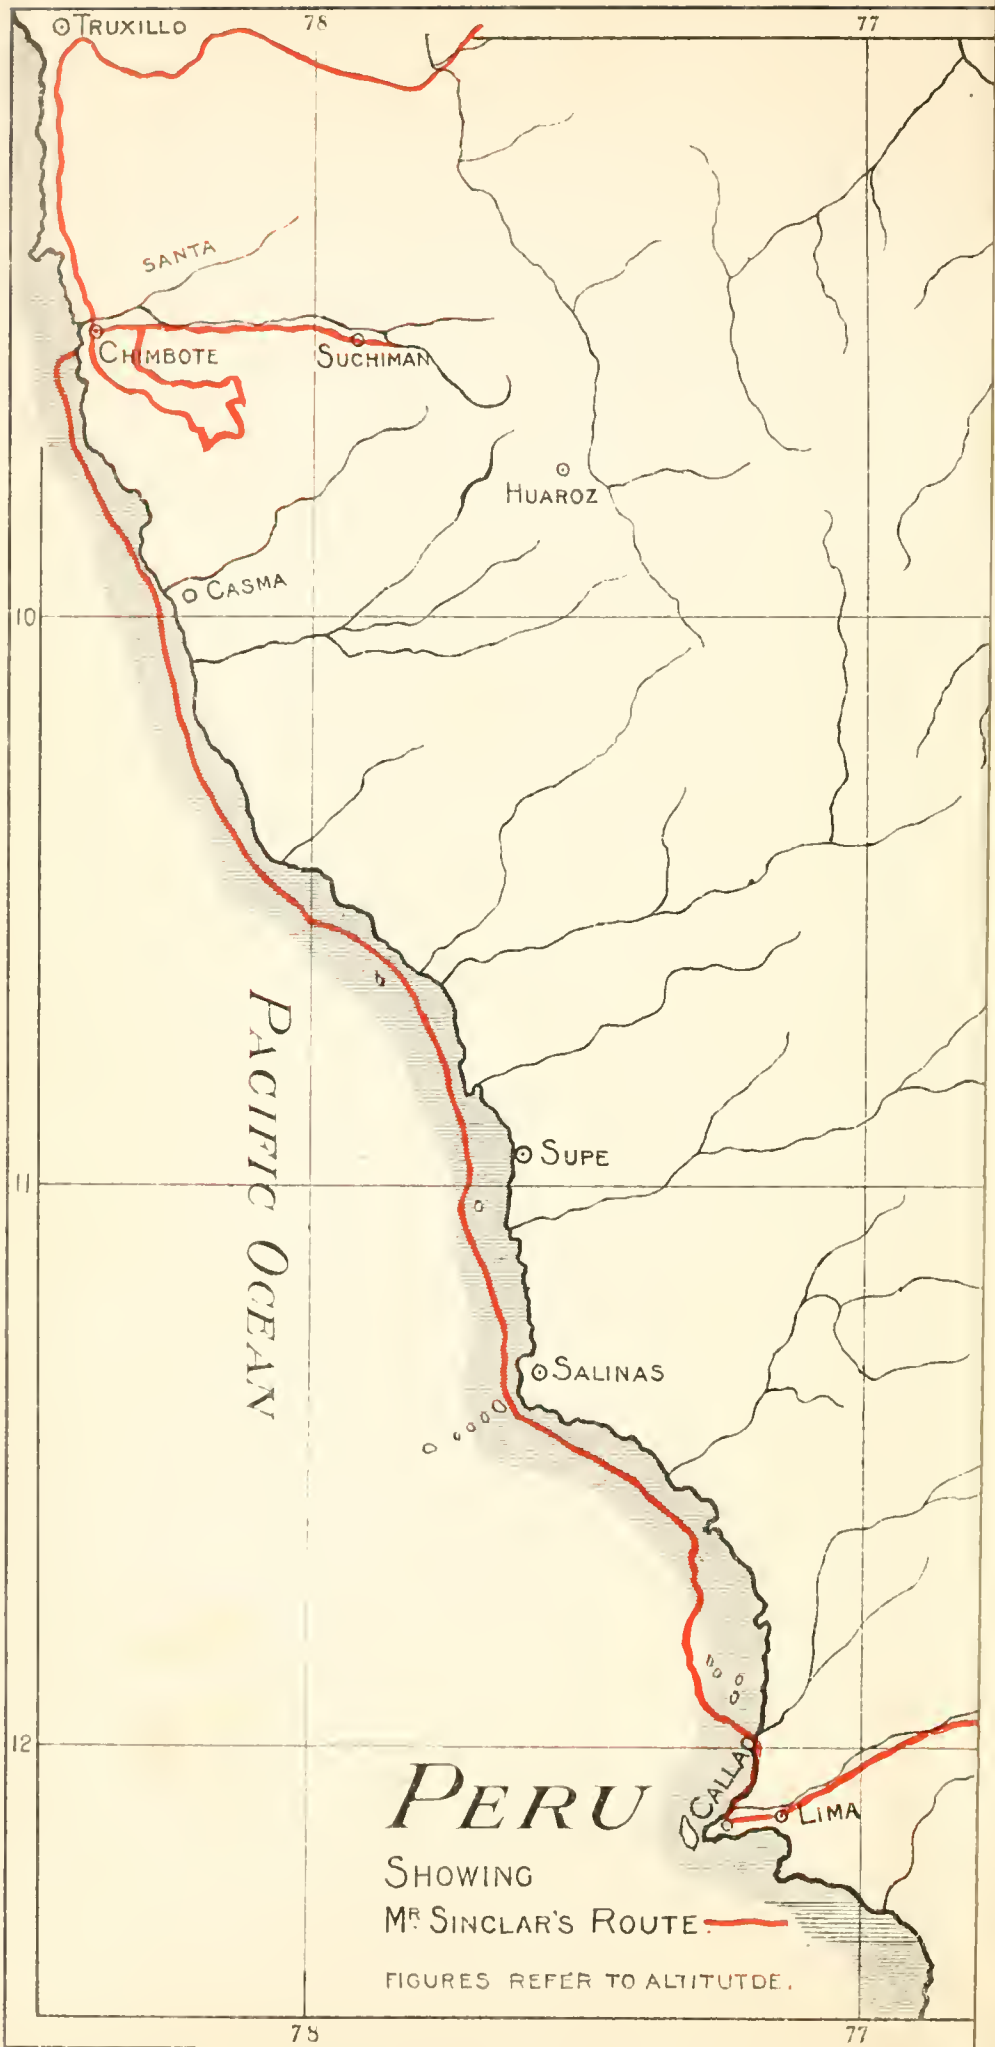 TRUXILLO
78
77
SANTA
CHIMBOTE
SUCHIMAN
HUAROZ
CASMA
10
PACIFIC OCEAN
SUPE
11
SALINAS
12
CALLAO
LIMA
PERU
SHOWING
MR. SINCLAR'S ROUTE
FIGURES REFER TO ALTITUTDE.
78
77